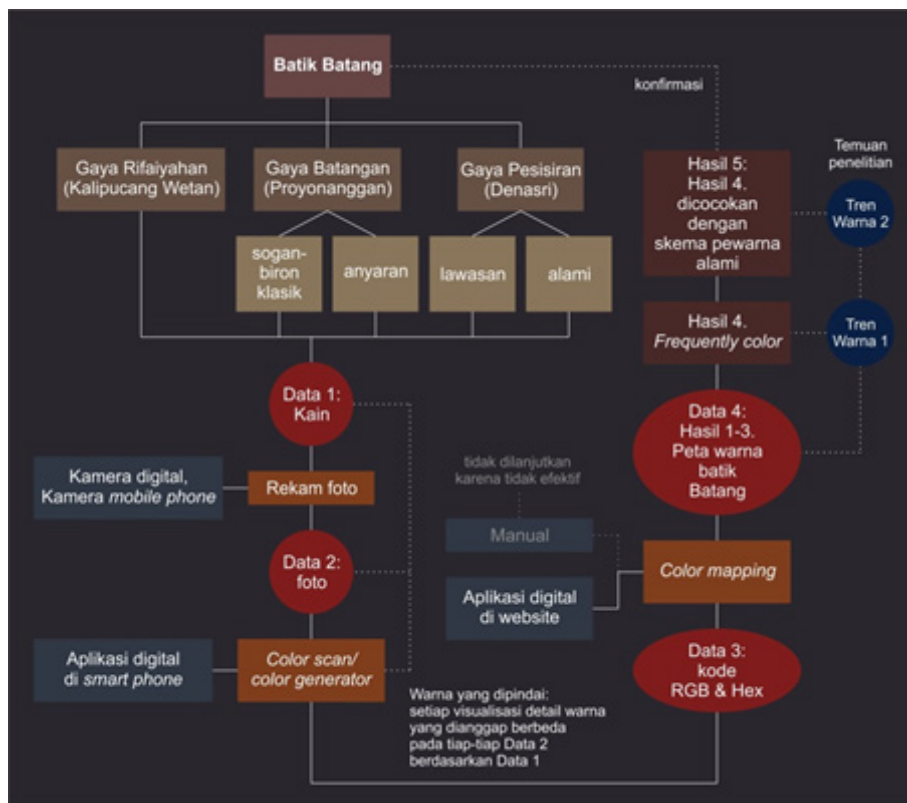 Batik Batang
konfirmasi
Gaya Rifaiyahan
(Kalipucang Wetan)
Gaya Batangan
(Proyonanggan)
Gaya Pesisiran
(Denasri)
sogan-
biron
klasik
anyaran
lawasan
alami
Data 1:
Kain
Kamera digital,
Kamera mobile phone
Rekam foto
Data 2:
foto
Aplikasi digital
di smart phone
Color scan/
color generator
Warna yang dipindai:
setiap visualisasi detail warna
yang dianggap berbeda
pada tiap-tiap Data 2
berdasarkan Data 1
Data 3:
kode
RGB & Hex
Color mapping
tidak dilanjutkan
karena tidak efektif
Manual
Aplikasi digital
di website
Data 4:
Hasil 1-3.
Peta warna
batik
Batang
Hasil 4.
Frequently color
Hasil 5:
Hasil 4.
dicocokan
dengan
skema pewarna
alami
Temuan
penelitian
Tren
Warna 2
Tren
Warna 1